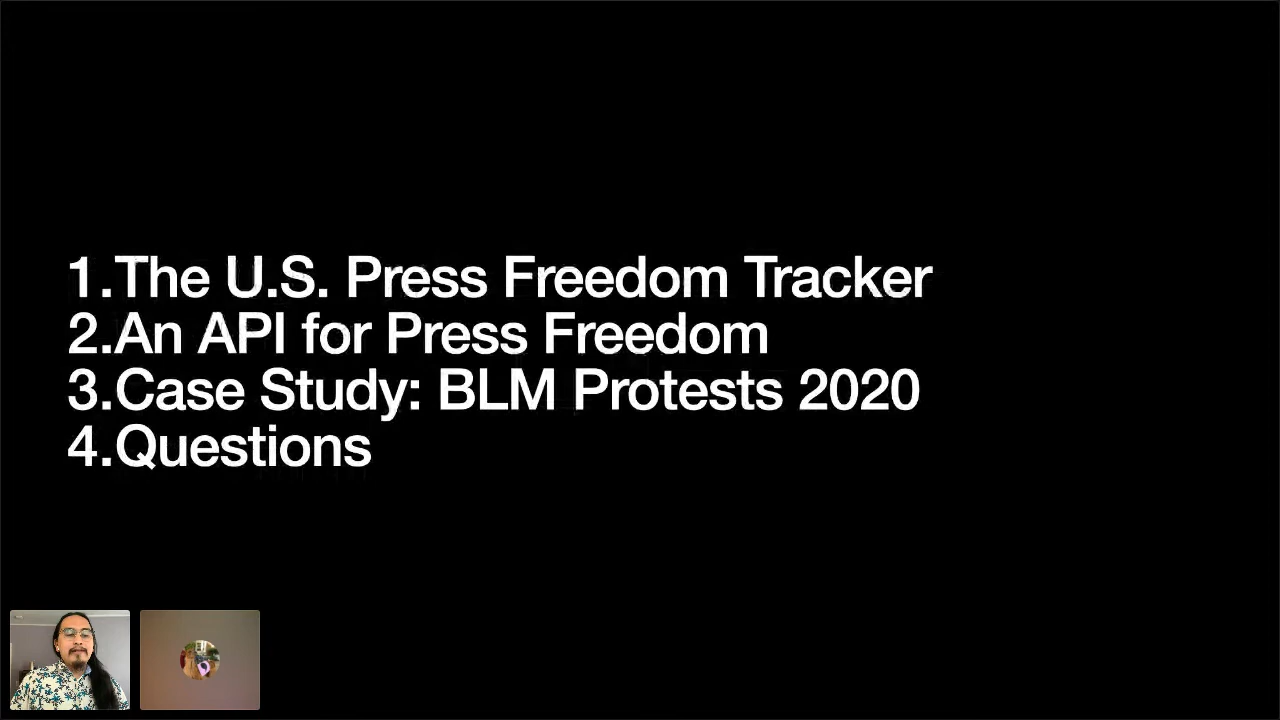 1.The U.S. Press Freedom Tracker
2.An API for Press Freedom
3.Case Study: BLM Protests 2020
4.Questions